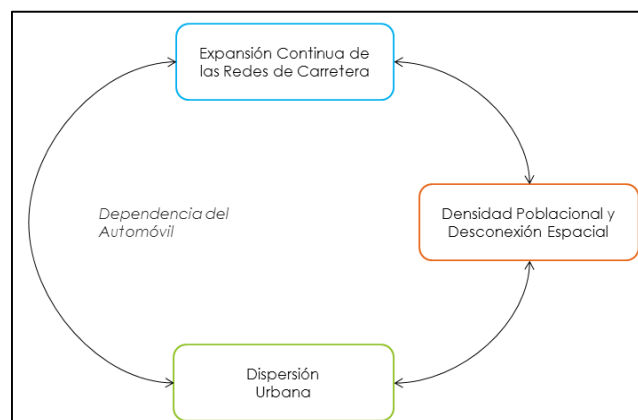 Expansión Continua de
las Redes de Carretera
Dependencia del
Automóvil
Densidad Poblacional y
Desconexión Espacial
Dispersión
Urbana